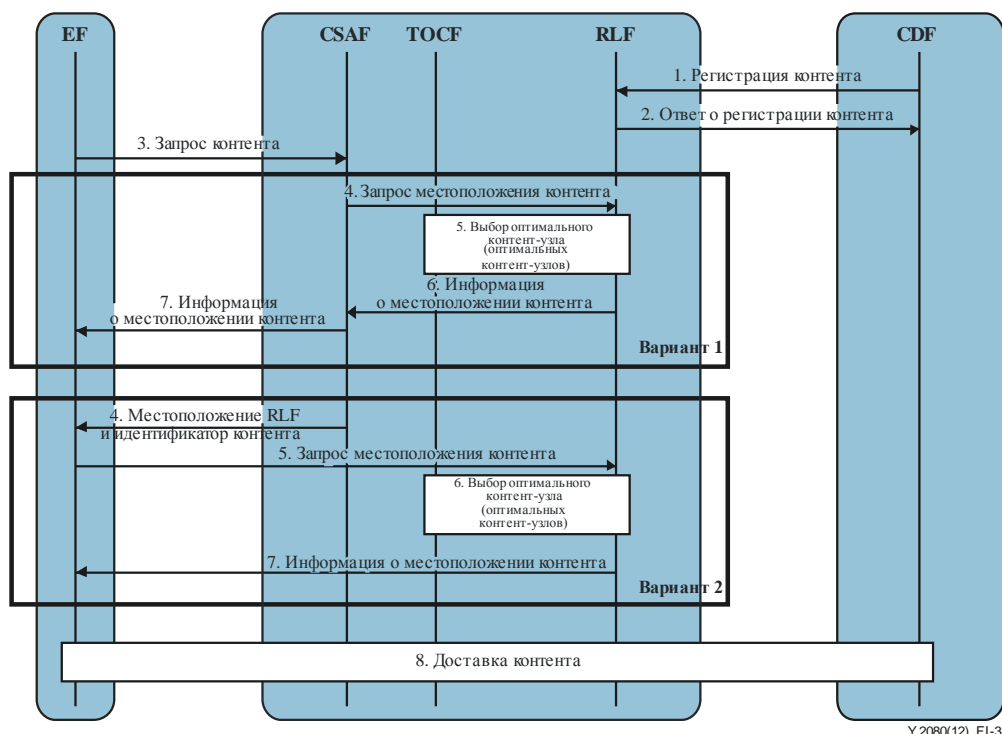 EF
CSAF
TOCF
RLF
CDF
1. Регистрация контента
2. Ответ о регистрации контента
3. Запрос контента
4. Запрос местоположения контента
5. Выбор оптимального
контент-узла
(оптимальных
контент-узлов)
6. Информация
о местоположении контента
7. Информация
о местоположении контента
Вариант 1
4. Местоположение RLF
и идентификатор контента
5. Запрос местоположения контента
6. Выбор оптимального
контент-узла
(оптимальных
контент-узлов)
7. Информация о местоположении контента
Вариант 2
8. Доставка контента
Y.2080(12)_FI-3